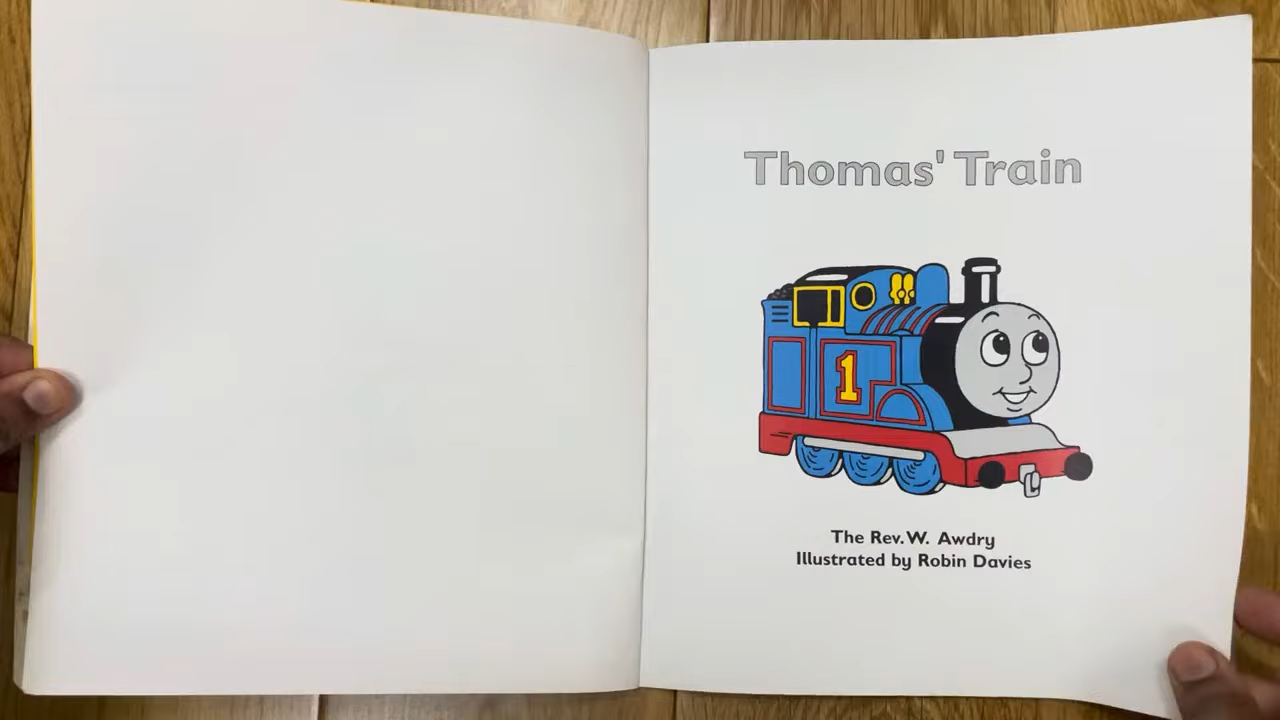 Thomas' Train
1
The Rev. W. Awdry
Illustrated by Robin Davies